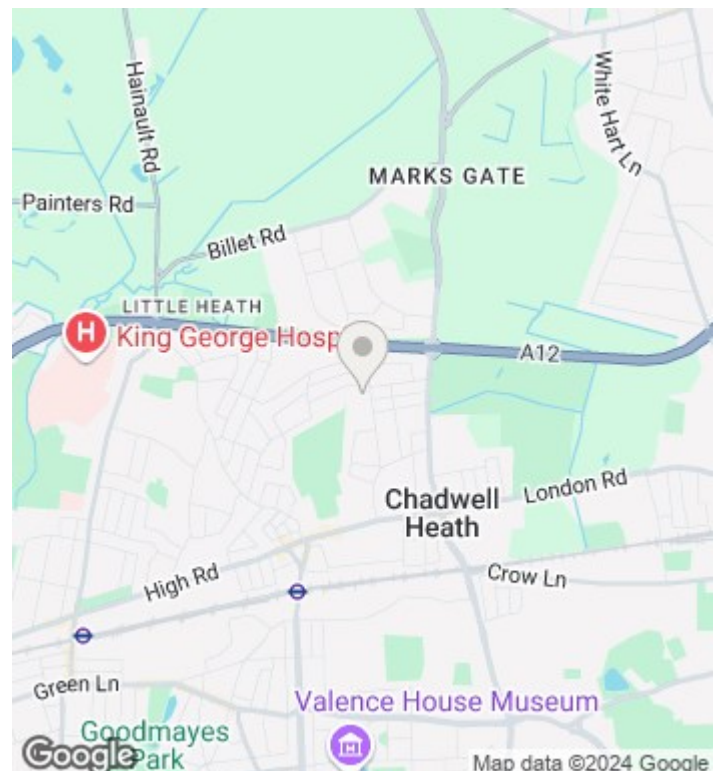 Hainault Rd
White Hart Ln
MARKS GATE
Painters Rd
Billet Rd
LITTLE HEATH
H
King George Hosp
A12
Chadwell
Heath
London Rd
High Rd
Crow Ln
Green Ln
Valence House Museum
Goodmayes
Park
Google
Map data ©2024 Google